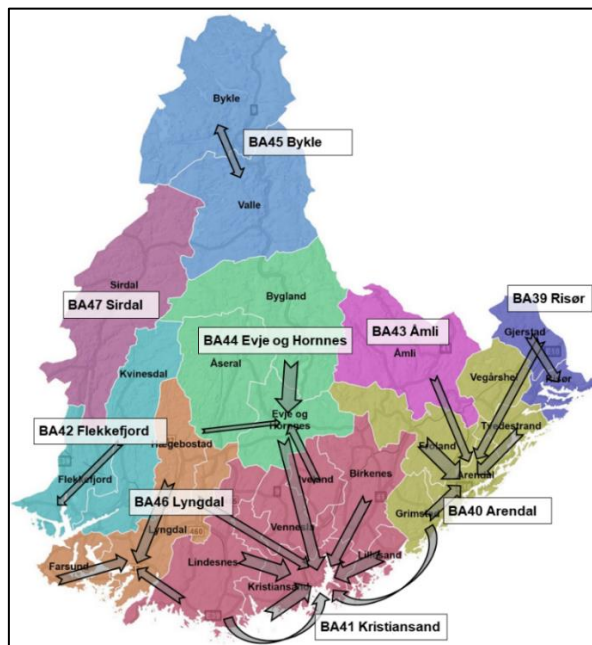 Bykle
BA45 Bykle
Valle
Sirdal
BA47 Sirdal
Bygland
BA39 Risør
Gjerstad
BA43 Åmli
Åmli
BA44 Evje og Hornnes
Åseral
Kvinesdal
Risør
Vegårshei
Evje og
Hornnes
Tvedestrand
BA42 Flekkefjord
Hægebostad
Froland
Flekkefjord
Iveland
Birkenes
Arendal
BA46 Lyngdal
Grimstad
BA40 Arendal
Vennesla
Lyngdal
460
Farsund
Lindesnes
Lillesand
Kristiansand
BA41 Kristiansand